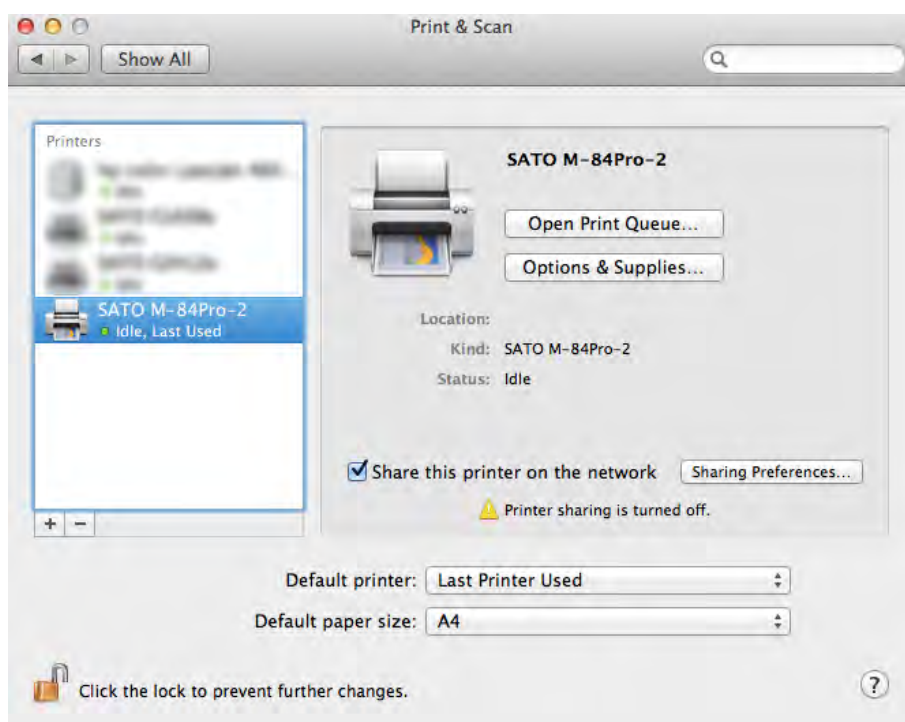 Print & Scan
Show All
Printers
SATO M-84Pro-2
Idle, Last Used
+ −
SATO M-84Pro-2
Open Print Queue...
Options & Supplies...
Location:
Kind: SATO M-84Pro-2
Status: Idle
Share this printer on the network Sharing Preferences...
Printer sharing is turned off.
Default printer: Last Printer Used
Default paper size: A4
Click the lock to prevent further changes.
?